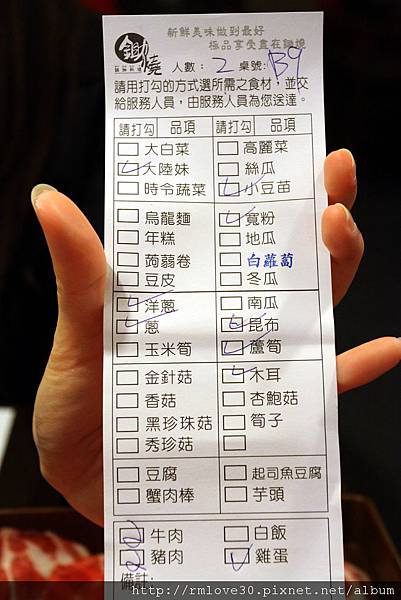 鋤燒
鍋物料理
新鮮美味做到最好
極品享受盡在鋤燒
人數：2 桌號：B9
請用打勾的方式選所需之食材，並交
給服務人員，由服務人員為您送達。
請打勾 品項 請打勾 品項
大白菜 高麗菜
大陸妹 絲瓜
時令蔬菜 小豆苗
烏龍麵 寬粉
年糕 地瓜
蒟蒻卷 白蘿蔔
豆皮 冬瓜
洋蔥 南瓜
蔥 昆布
玉米筍 蘆筍
金針菇 木耳
香菇 杏鮑菇
黑珍珠菇 筍子
秀珍菇
豆腐 起司魚豆腐
蟹肉棒 芋頭
牛肉 白飯
豬肉 雞蛋
備註：
http://rmlove30.pixnet.net/album